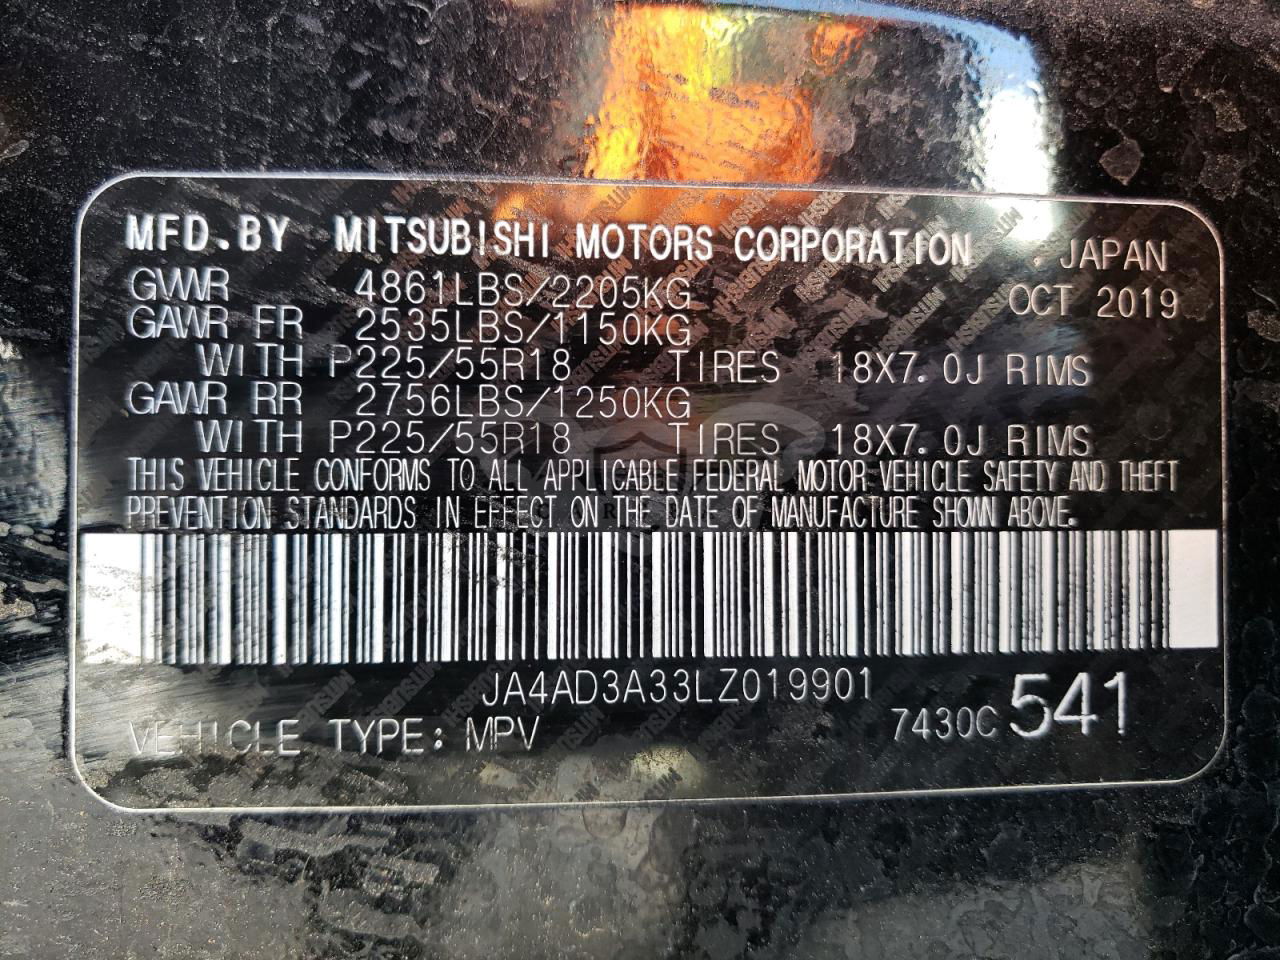 MFD.BY MITSUBISHI MOTORS CORPORATION , JAPAN
GVWR 4861LBS/2205KG OCT 2019
GAWR FR 2535LBS/1150KG
WITH P225/55R18 TIRES 18X7.0J RIMS
GAWR RR 2756LBS/1250KG
WITH P225/55R18 TIRES 18X7.0J RIMS
THIS VEHICLE CONFORMS TO ALL APPLICABLE FEDERAL MOTOR VEHICLE SAFETY AND THEFT
PREVENTION STANDARDS IN EFFECT ON THE DATE OF MANUFACTURE SHOWN ABOVE.
JA4AD3A33LZ019901
VEHICLE TYPE: MPV 7430C 541